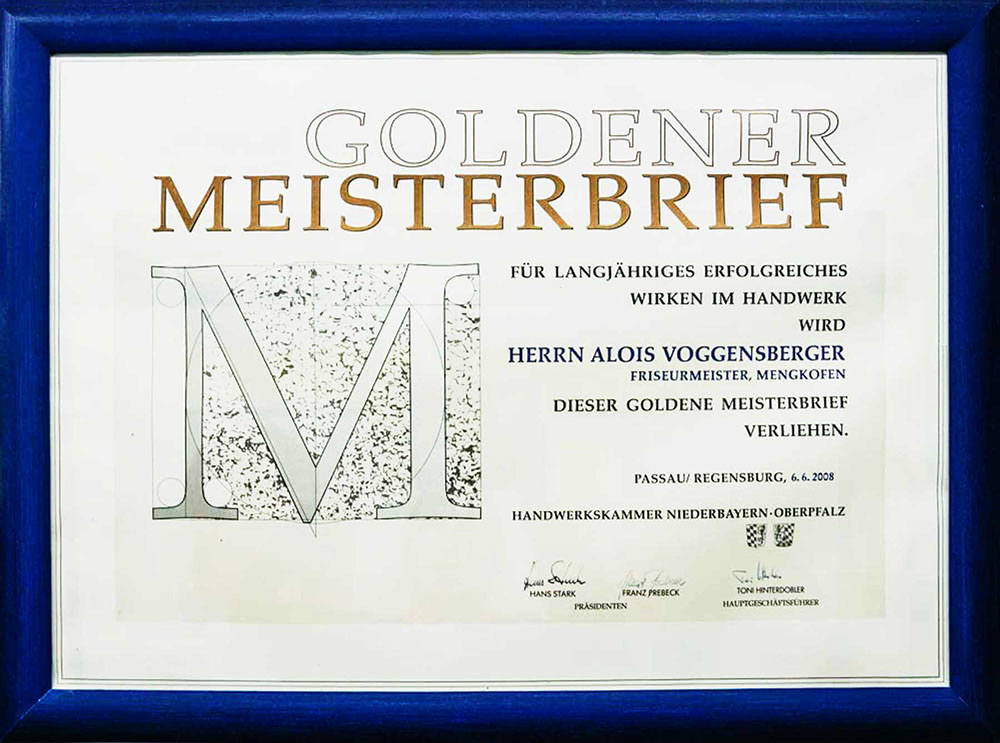 GOLDENER
MEISTERBRIEF
FÜR LANGJÄHRIGES ERFOLGREICHES
WIRKEN IM HANDWERK
WIRD
HERRN ALOIS VOGGENSBERGER
FRISEURMEISTER, MENGKOFEN
DIESER GOLDENE MEISTERBRIEF
VERLIEHEN.
PASSAU/ REGENSBURG, 6.6.2008
HANDWERKSKAMMER NIEDERBAYERN·OBERPFALZ
HANS STARK FRANZ PREBECK TONI HINTERDOBLER
PRÄSIDENTEN HAUPTGESCHÄFTSFÜHRER